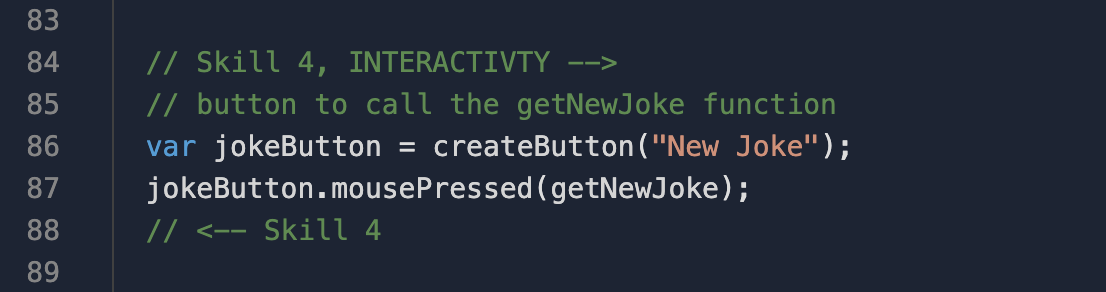 83
84 // Skill 4, INTERACTIVTY -->
85 // button to call the getNewJoke function
86 var jokeButton = createButton("New Joke");
87 jokeButton.mousePressed(getNewJoke);
88 // <-- Skill 4
89